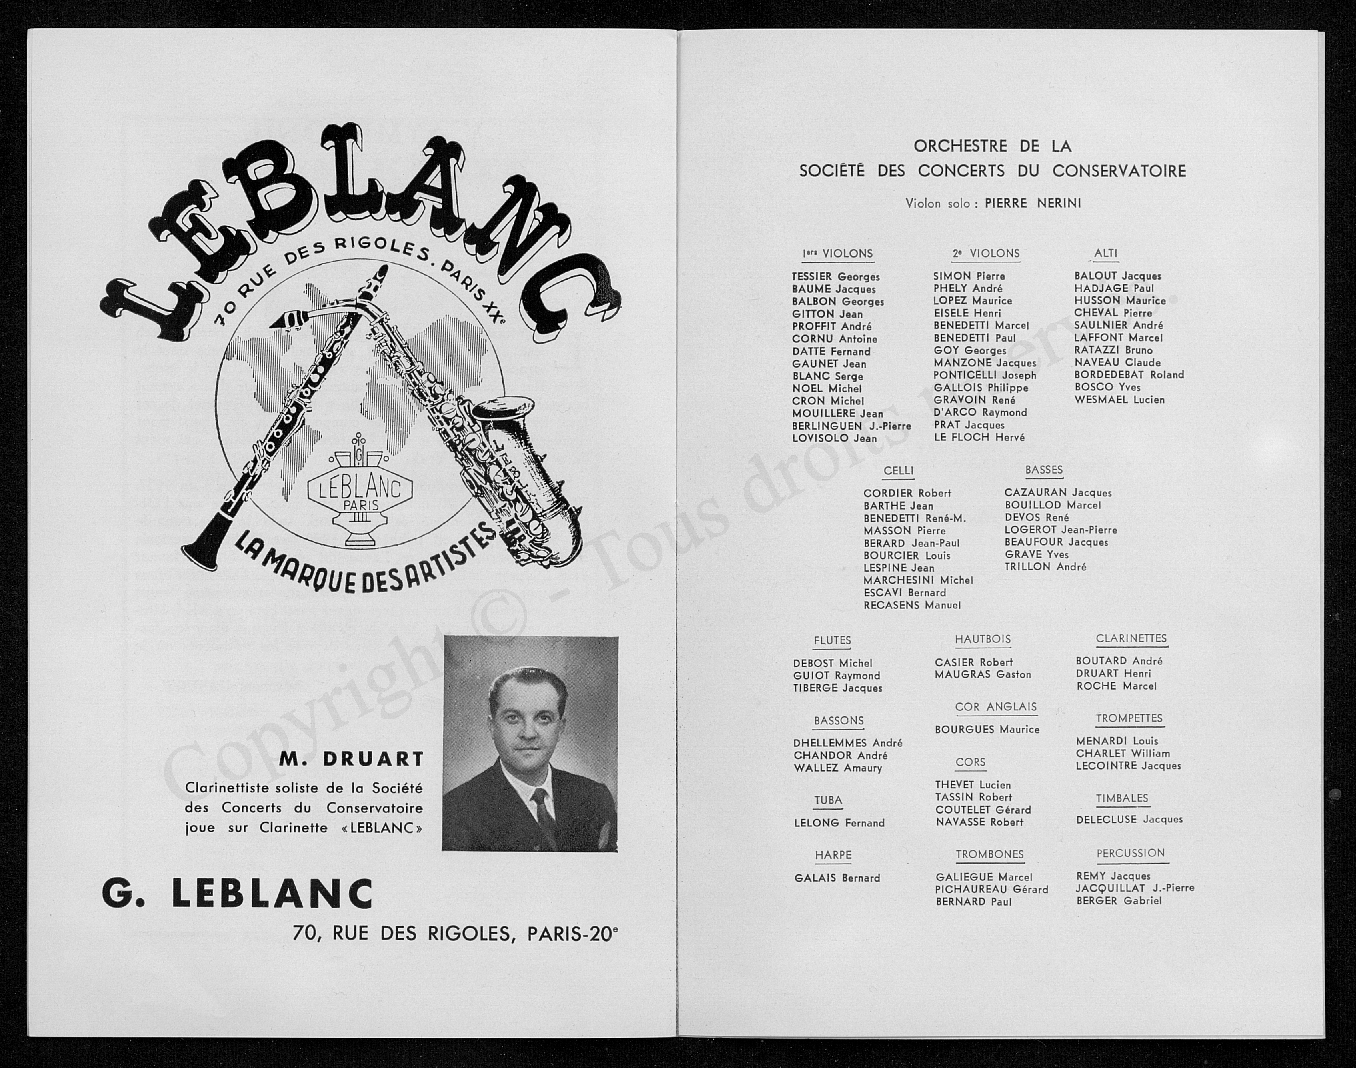 LEBLANC
70 RUE DES RIGOLES. PARIS XXe
LEBLANC
PARIS
LA MARQUE DES ARTISTES
M. DRUART
Clarinettiste soliste de la Société
des Concerts du Conservatoire
joue sur Clarinette «LEBLANC»
G. LEBLANC
70, RUE DES RIGOLES, PARIS-20e
ORCHESTRE DE LA
SOCIÉTÉ DES CONCERTS DU CONSERVATOIRE
Violon solo : PIERRE NERINI
1ers VIOLONS
TESSIER Georges
BAUME Jacques
BALBON Georges
GITTON Jean
PROFFIT André
CORNU Antoine
DATTE Fernand
GAUNET Jean
BLANC Serge
NOEL Michel
CRON Michel
MOUILLERE Jean
BERLINGUEN J.-Pierre
LOVISOLO Jean
2e VIOLONS
SIMON Pierre
PHELY André
LOPEZ Maurice
EISELE Henri
BENEDETTI Marcel
BENEDETTI Paul
GOY Georges
MANZONE Jacques
PONTICELLI Joseph
GALLOIS Philippe
GRAVOIN René
D'ARCO Raymond
PRAT Jacques
LE FLOCH Hervé
ALTI
BALOUT Jacques
HADJAGE Paul
HUSSON Maurice
CHEVAL Pierre
SAULNIER André
LAFFONT Marcel
RATAZZI Bruno
NAVEAU Claude
BORDEDEBAT Roland
BOSCO Yves
WESMAEL Lucien
CELLI
CORDIER Robert
BARTHE Jean
BENEDETTI René-M.
MASSON Pierre
BERARD Jean-Paul
BOURCIER Louis
LESPINE Jean
MARCHESINI Michel
ESCAVI Bernard
RECASENS Manuel
BASSES
CAZAURAN Jacques
BOUILLOD Marcel
DEVOS René
LOGEROT Jean-Pierre
BEAUFOUR Jacques
GRAVE Yves
TRILLON André
FLUTES
DEBOST Michel
GUIOT Raymond
TIBERGE Jacques
HAUTBOIS
CASIER Robert
MAUGRAS Gaston
CLARINETTES
BOUTARD André
DRUART Henri
ROCHE Marcel
BASSONS
DHELLEMMES André
CHANDOR André
WALLEZ Amaury
COR ANGLAIS
BOURGUES Maurice
TROMPETTES
MENARDI Louis
CHARLET William
LECOINTRE Jacques
CORS
THEVET Lucien
TASSIN Robert
COUTELET Gérard
NAVASSE Robert
TUBA
LELONG Fernand
TIMBALES
DELECLUSE Jacques
HARPE
GALAIS Bernard
TROMBONES
GALIEGUE Marcel
PICHAUREAU Gérard
BERNARD Paul
PERCUSSION
REMY Jacques
JACQUILLAT J.-Pierre
BERGER Gabriel
Copyright © - Tous droits